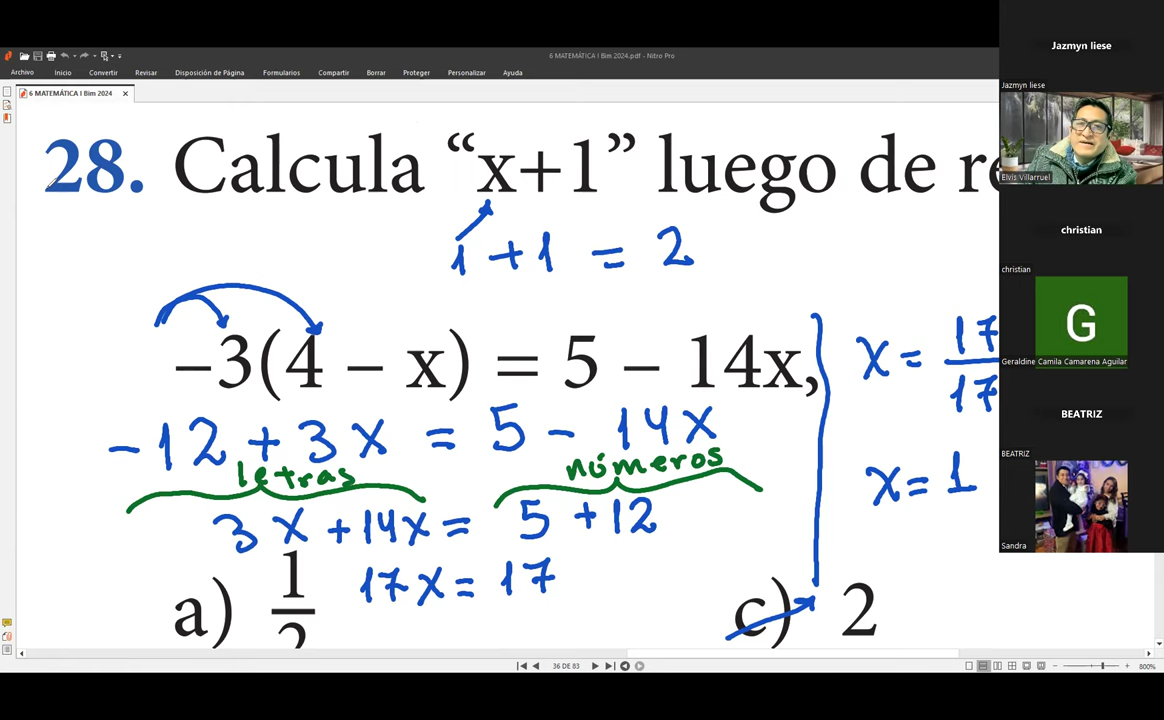 6 MATEMÁTICA I Bim 2024.pdf - Nitro Pro
Archivo Inicio Convertir Revisar Disposición de Página Formularios Compartir Borrar Proteger Personalizar Ayuda
6 MATEMÁTICA I Bim 2024 ×
28. Calcula “x+1” luego de re
1 + 1 = 2
–3(4 – x) = 5 – 14x,
- 12 + 3x = 5 - 14x
letras números
3x + 14x = 5 + 12
17x = 17
x = 17
17
x = 1
a) 1
2
c) 2
36 DE 83
800%
Jazmyn liese
Jazmyn liese
Elvis Villarruel
christian
christian
G
Geraldine Camila Camarena Aguilar
BEATRIZ
BEATRIZ
Sandra